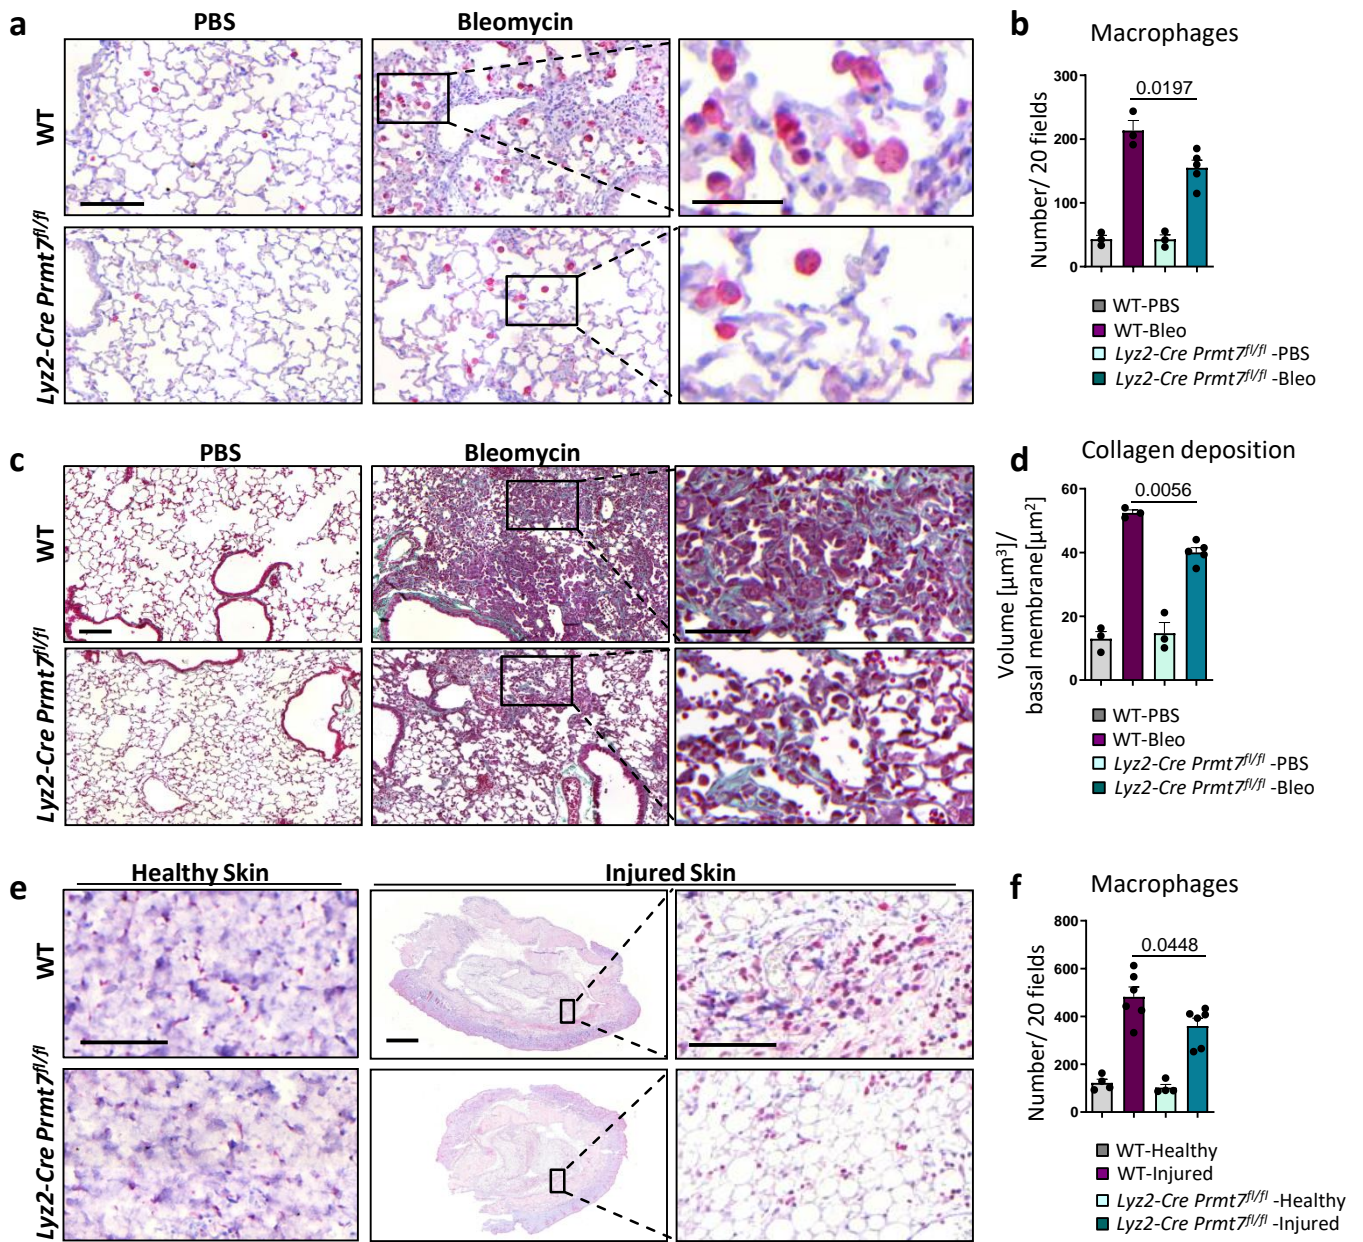 a
PBS
Bleomycin
WT
Lyz2-Cre Prmt7fl/fl
b
Macrophages
Number/ 20 fields
300
200
100
0
0.0197
WT-PBS
WT-Bleo
Lyz2-Cre Prmt7fl/fl -PBS
Lyz2-Cre Prmt7fl/fl -Bleo
c
PBS
Bleomycin
WT
Lyz2-Cre Prmt7fl/fl
d
Collagen deposition
Volume [µm³]/
basal membrane[µm²]
60
40
20
0
0.0056
WT-PBS
WT-Bleo
Lyz2-Cre Prmt7fl/fl -PBS
Lyz2-Cre Prmt7fl/fl -Bleo
e
Healthy Skin
Injured Skin
WT
Lyz2-Cre Prmt7fl/fl
f
Macrophages
Number/ 20 fields
800
600
400
200
0
0.0448
WT-Healthy
WT-Injured
Lyz2-Cre Prmt7fl/fl -Healthy
Lyz2-Cre Prmt7fl/fl -Injured